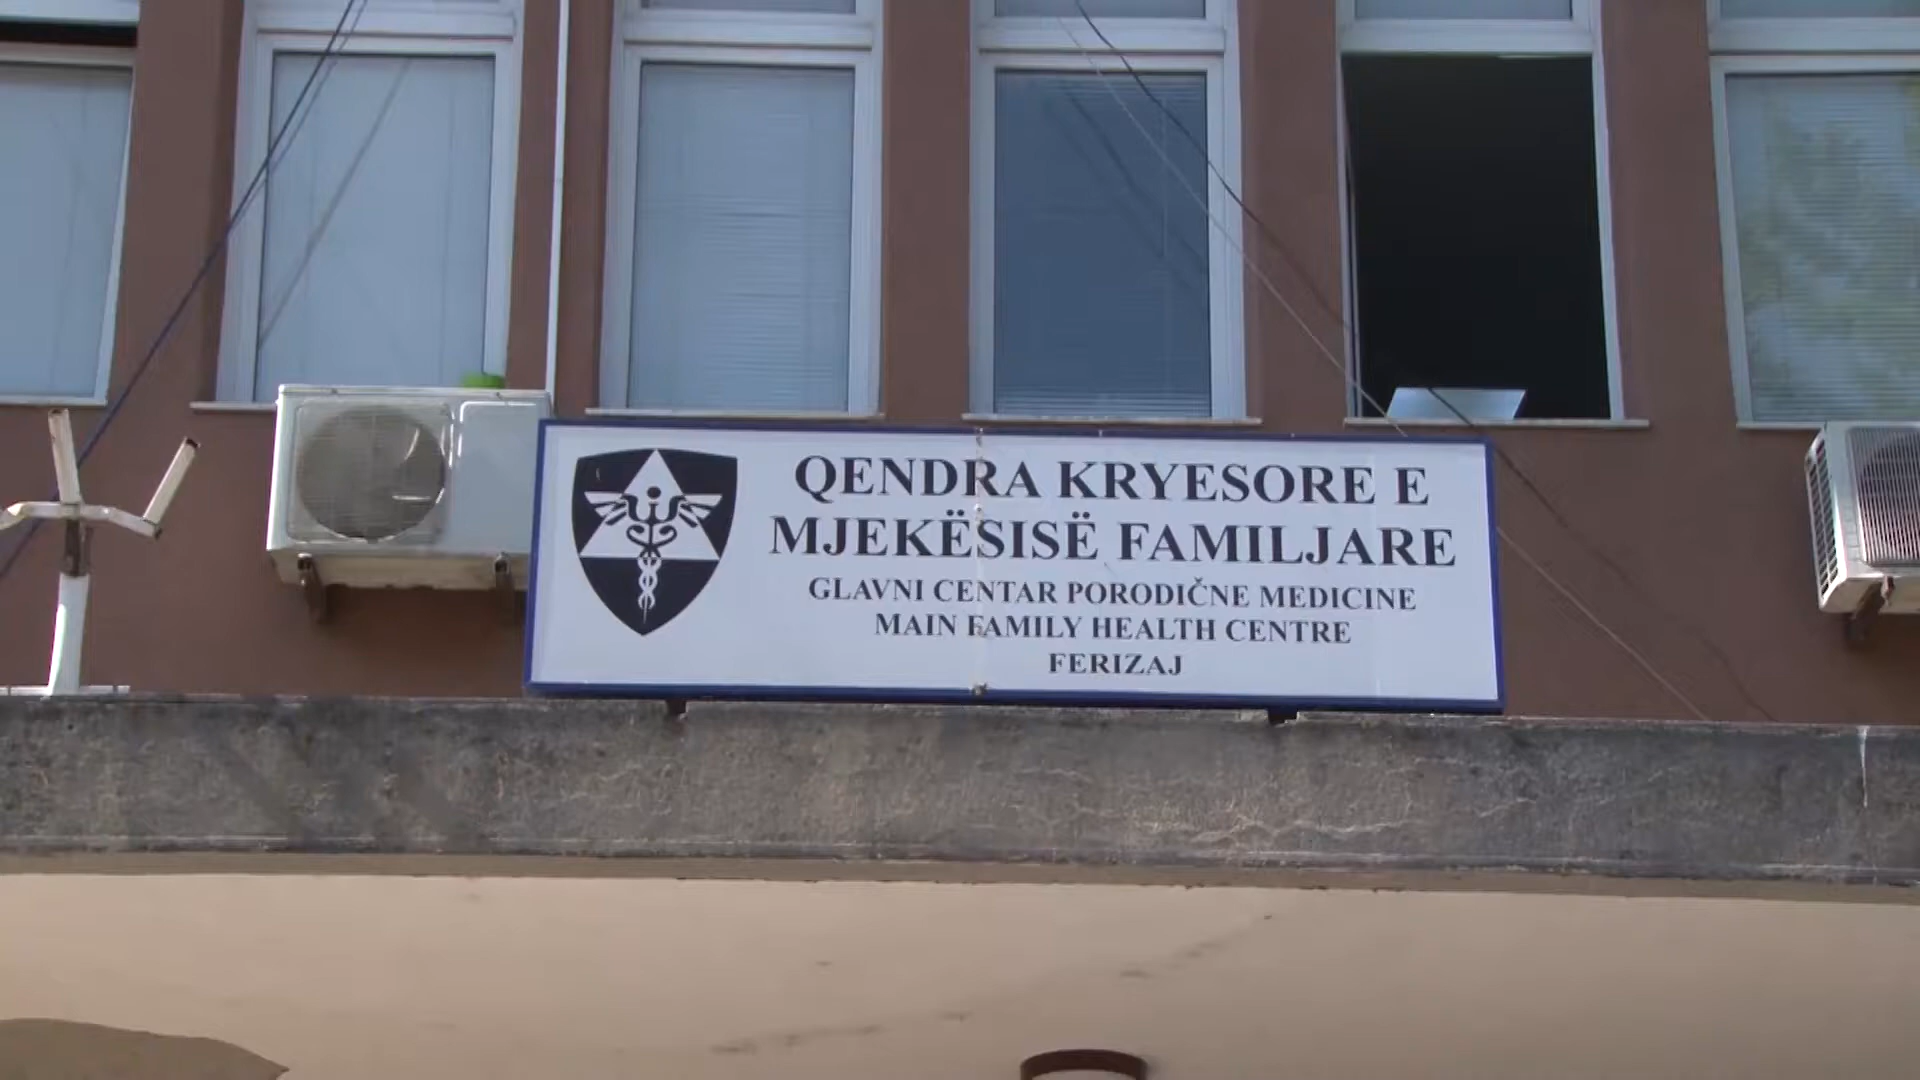 QENDRA KRYESORE E
MJEKËSISË FAMILJARE
GLAVNI CENTAR PORODIČNE MEDICINE
MAIN FAMILY HEALTH CENTRE
FERIZAJ